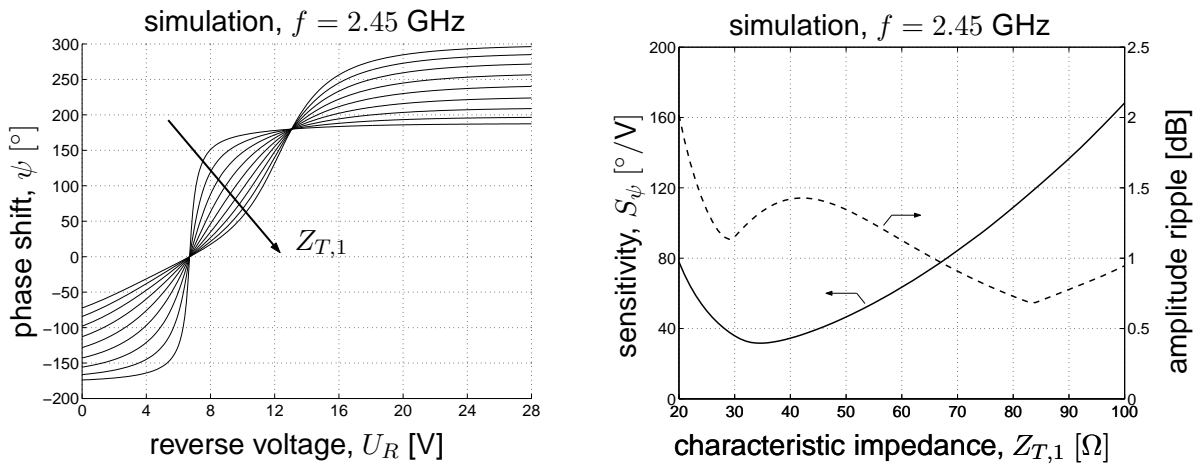 simulation, f = 2.45 GHz
phase shift, ψ [°]
300
250
200
150
100
50
0
−50
−100
−150
−200
Z_{T,1}
0 4 8 12 16 20 24 28
reverse voltage, U_R [V]
simulation, f = 2.45 GHz
sensitivity, S_ψ [°/V]
200
160
120
80
40
0
2.5
2
1.5
1
0.5
0
amplitude ripple [dB]
20 30 40 50 60 70 80 90 100
characteristic impedance, Z_{T,1} [Ω]